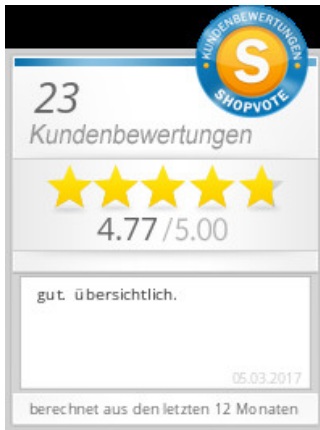 KUNDENBEWERTUNGEN
S
SHOPVOTE
23
Kundenbewertungen
4.77/5.00
gut. übersichtlich.
05.03.2017
berechnet aus den letzten 12 Monaten